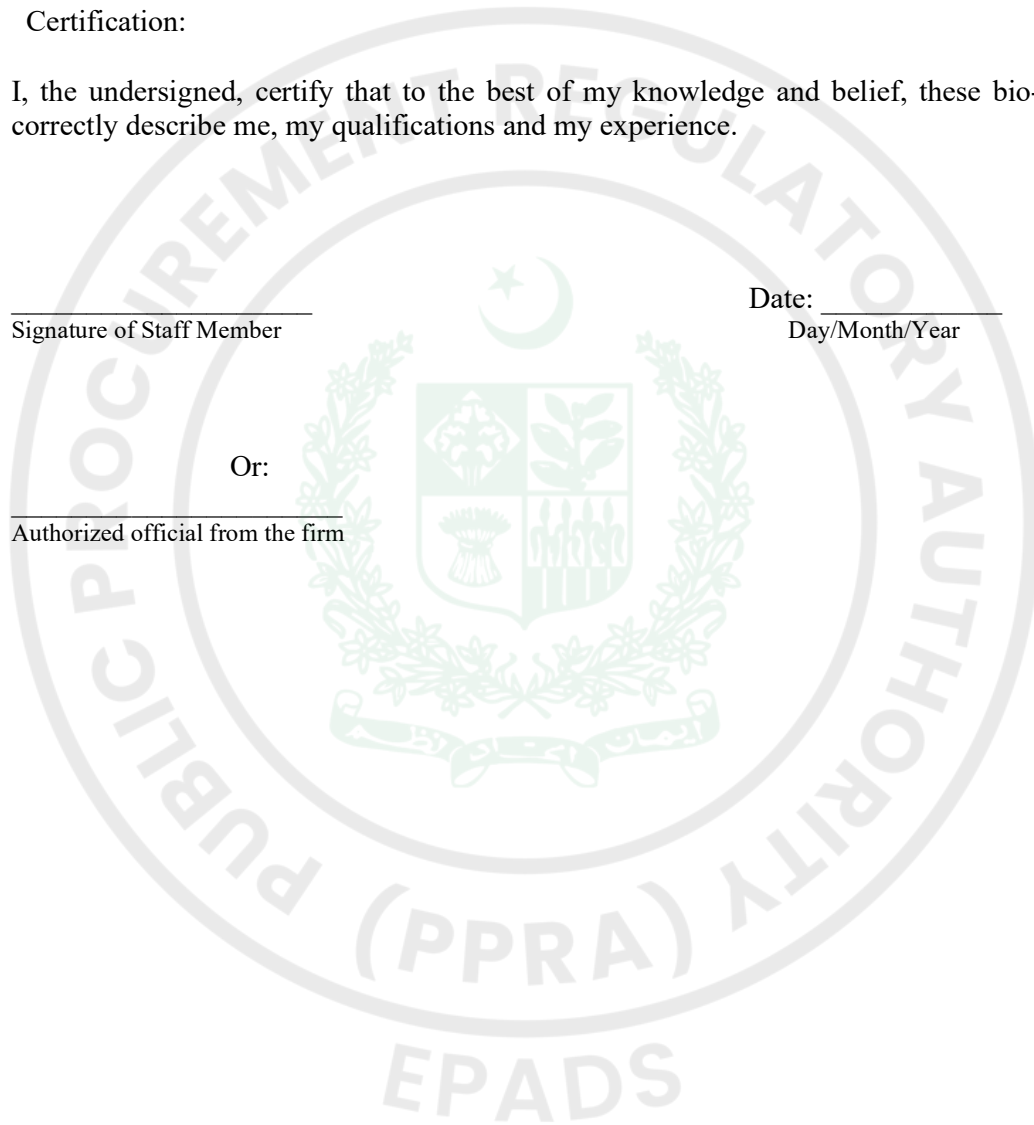 Certification:
I, the undersigned, certify that to the best of my knowledge and belief, these bio-
correctly describe me, my qualifications and my experience.
Date:
Signature of Staff Member
Day/Month/Year
Or:
Authorized official from the firm
PUBLIC PROCUREMENT REGULATORY AUTHORITY
(PPRA)
EPADS